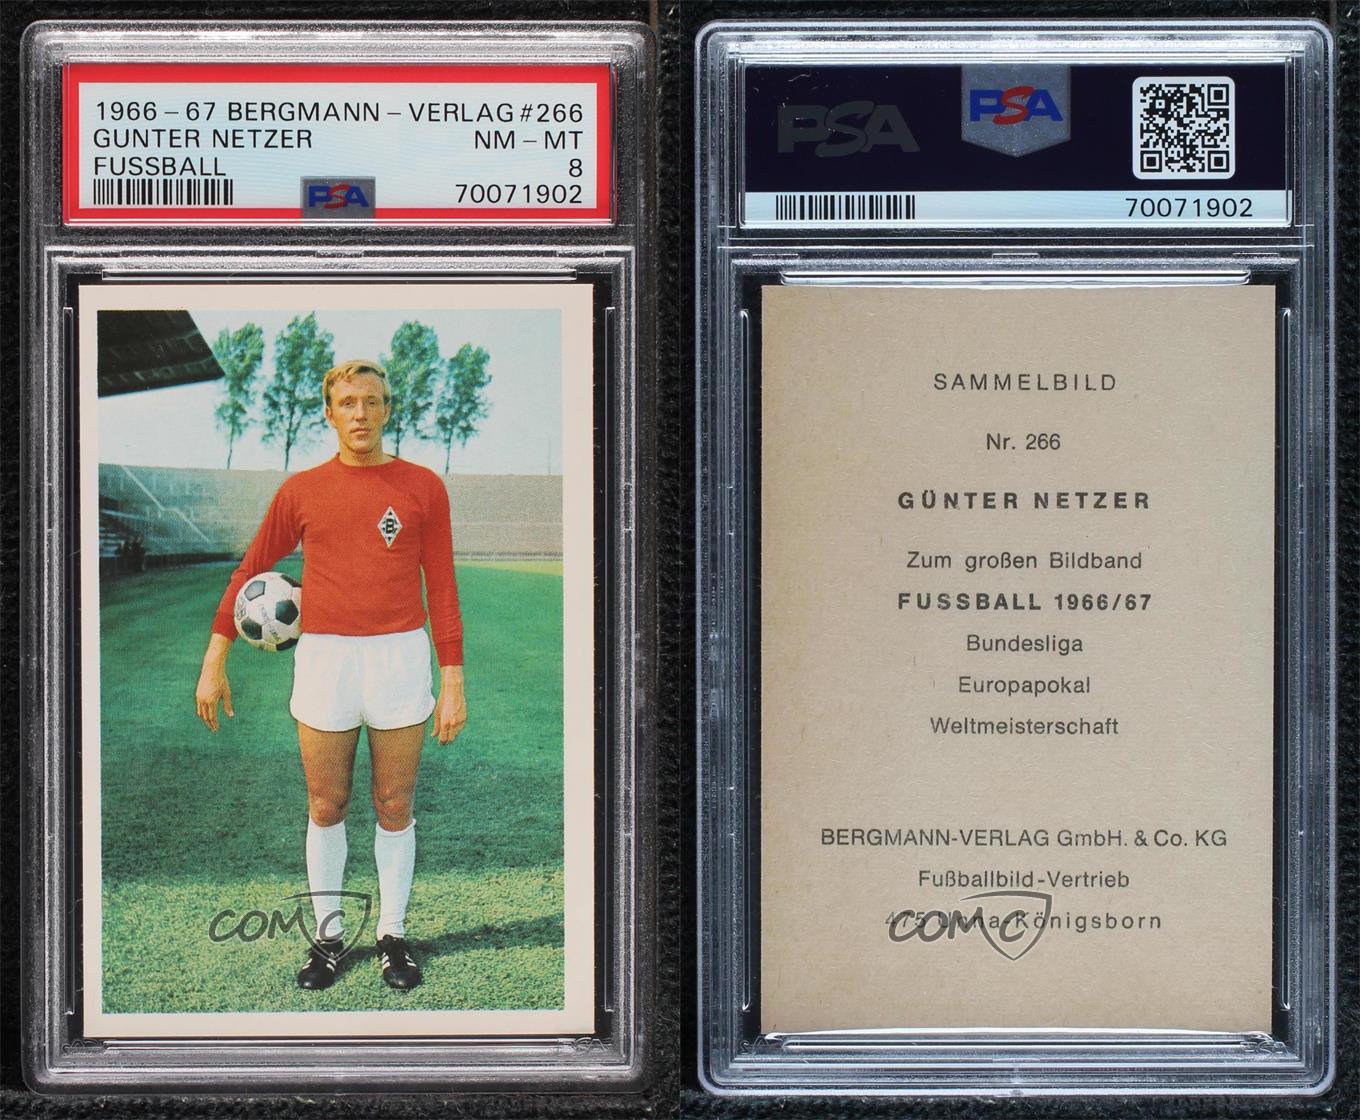 1966-67 BERGMANN-VERLAG #266
GUNTER NETZER NM-MT
FUSSBALL 8
70071902
PSA
B
COMC
PSA
PSA
70071902
SAMMELBILD
Nr. 266
GÜNTER NETZER
Zum großen Bildband
FUSSBALL 1966/67
Bundesliga
Europapokal
Weltmeisterschaft
BERGMANN-VERLAG GmbH. & Co. KG
Fußballbild-Vertrieb
475 Unna-Königsborn
COMC